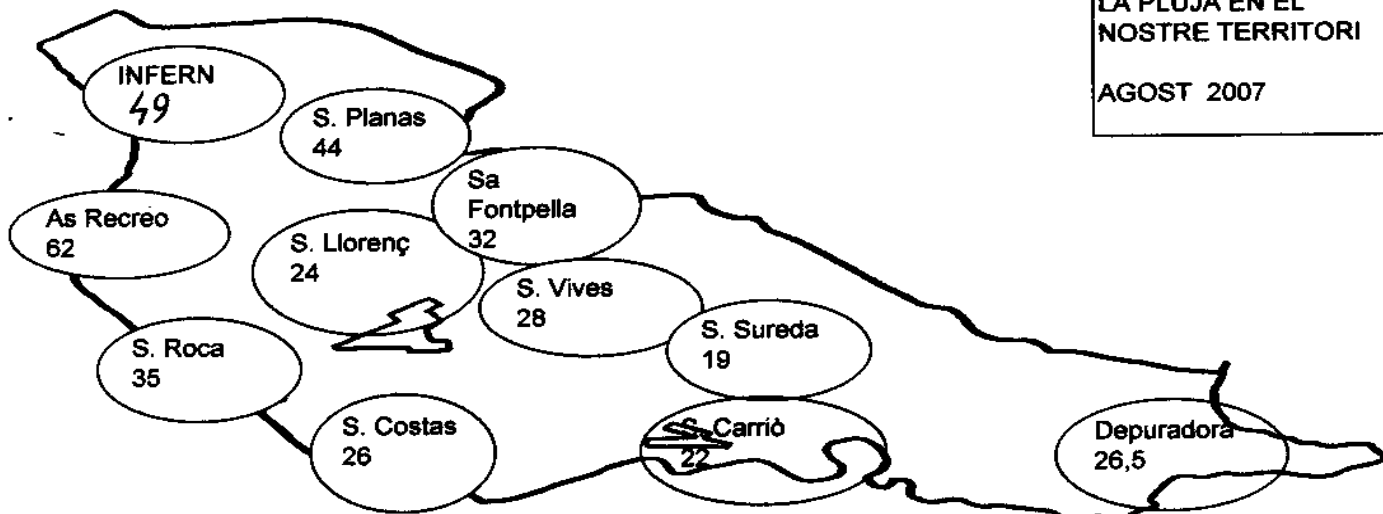 LA PLUJA EN EL
NOSTRE TERRITORI
AGOST 2007
INFERN
49
S. Planas
44
Sa
Fontpella
32
As Recreo
62
S. Llorenç
24
S. Vives
28
S. Sureda
19
S. Roca
35
S. Costas
26
S. Carriò
22
Depuradora
26,5